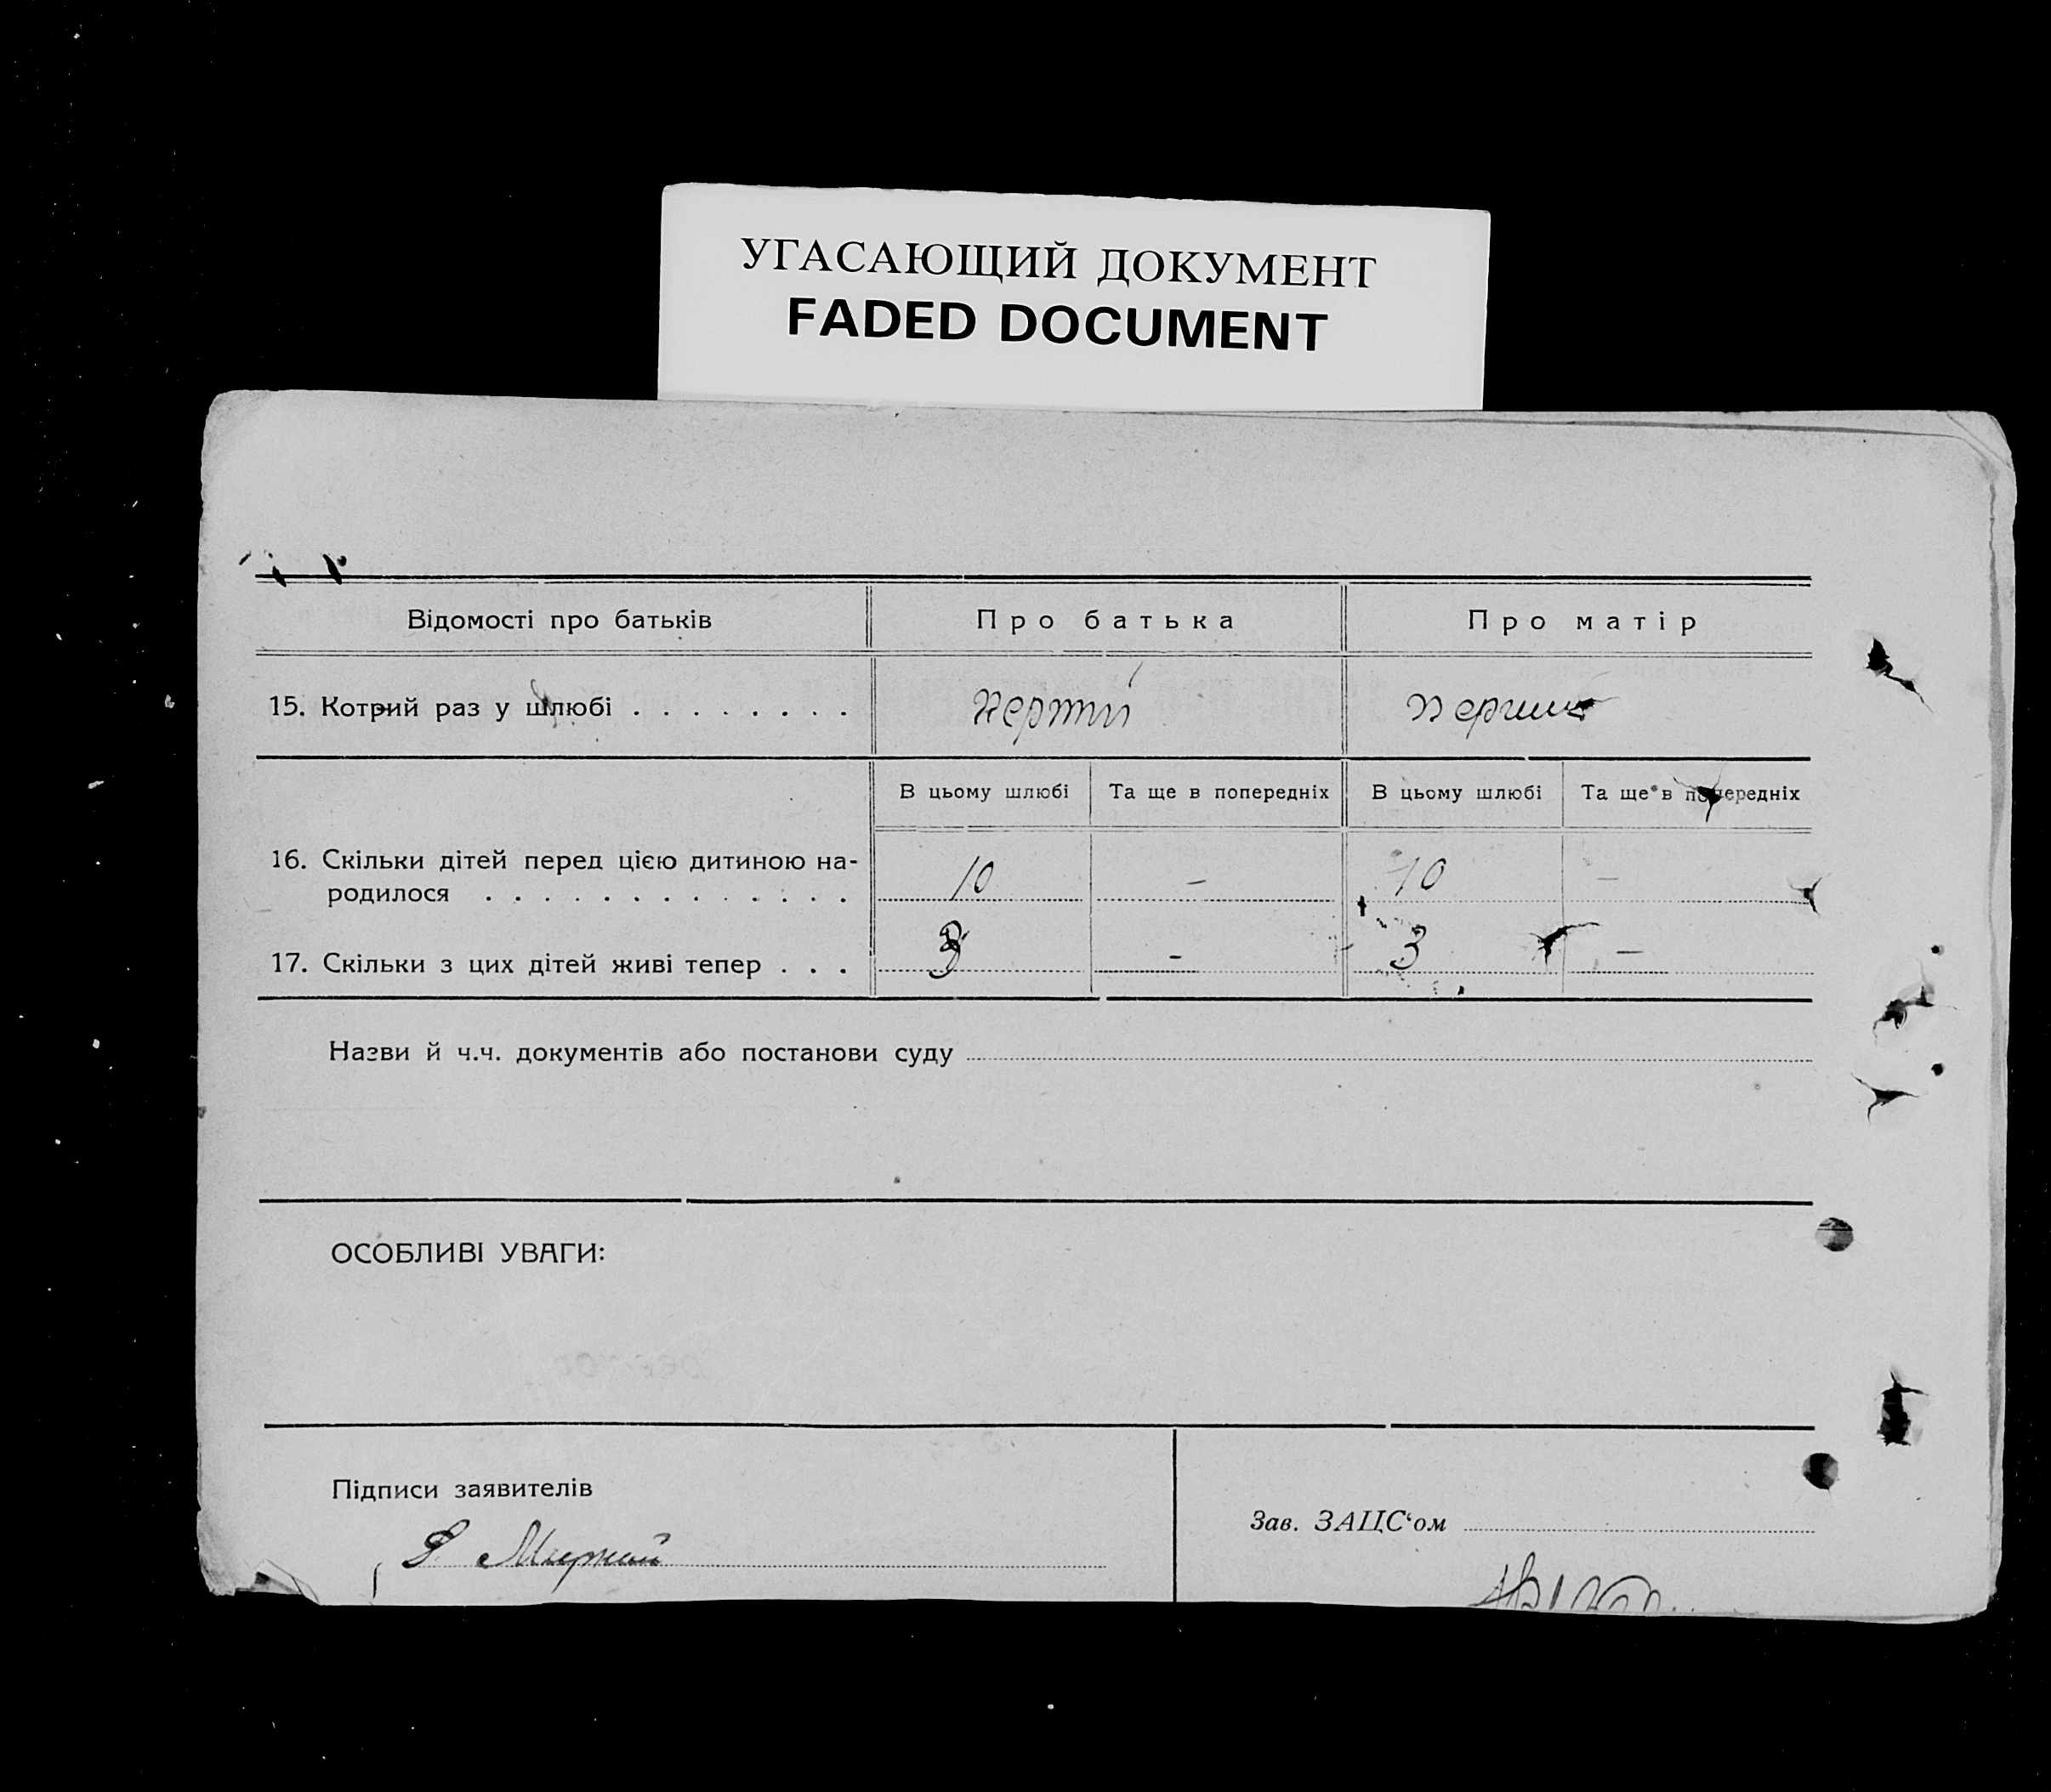 УГАСАЮЩИЙ ДОКУМЕНТ
FADED DOCUMENT
Відомості про батьків
Про батька
Про матір
15. Котрий раз у шлюбі . . . . . . . .
перший
перший
В цьому шлюбі
Та ще в попередніх
В цьому шлюбі
Та ще в попередніх
16. Скільки дітей перед цією дитиною на-
родилося . . . . . . . . . . . . .
10
–
10
–
17. Скільки з цих дітей живі тепер . . .
3
–
3
–
Назви й ч.ч. документів або постанови суду
ОСОБЛИВІ УВАГИ:
Підписи заявителів
Зав. ЗАЦС‘ом